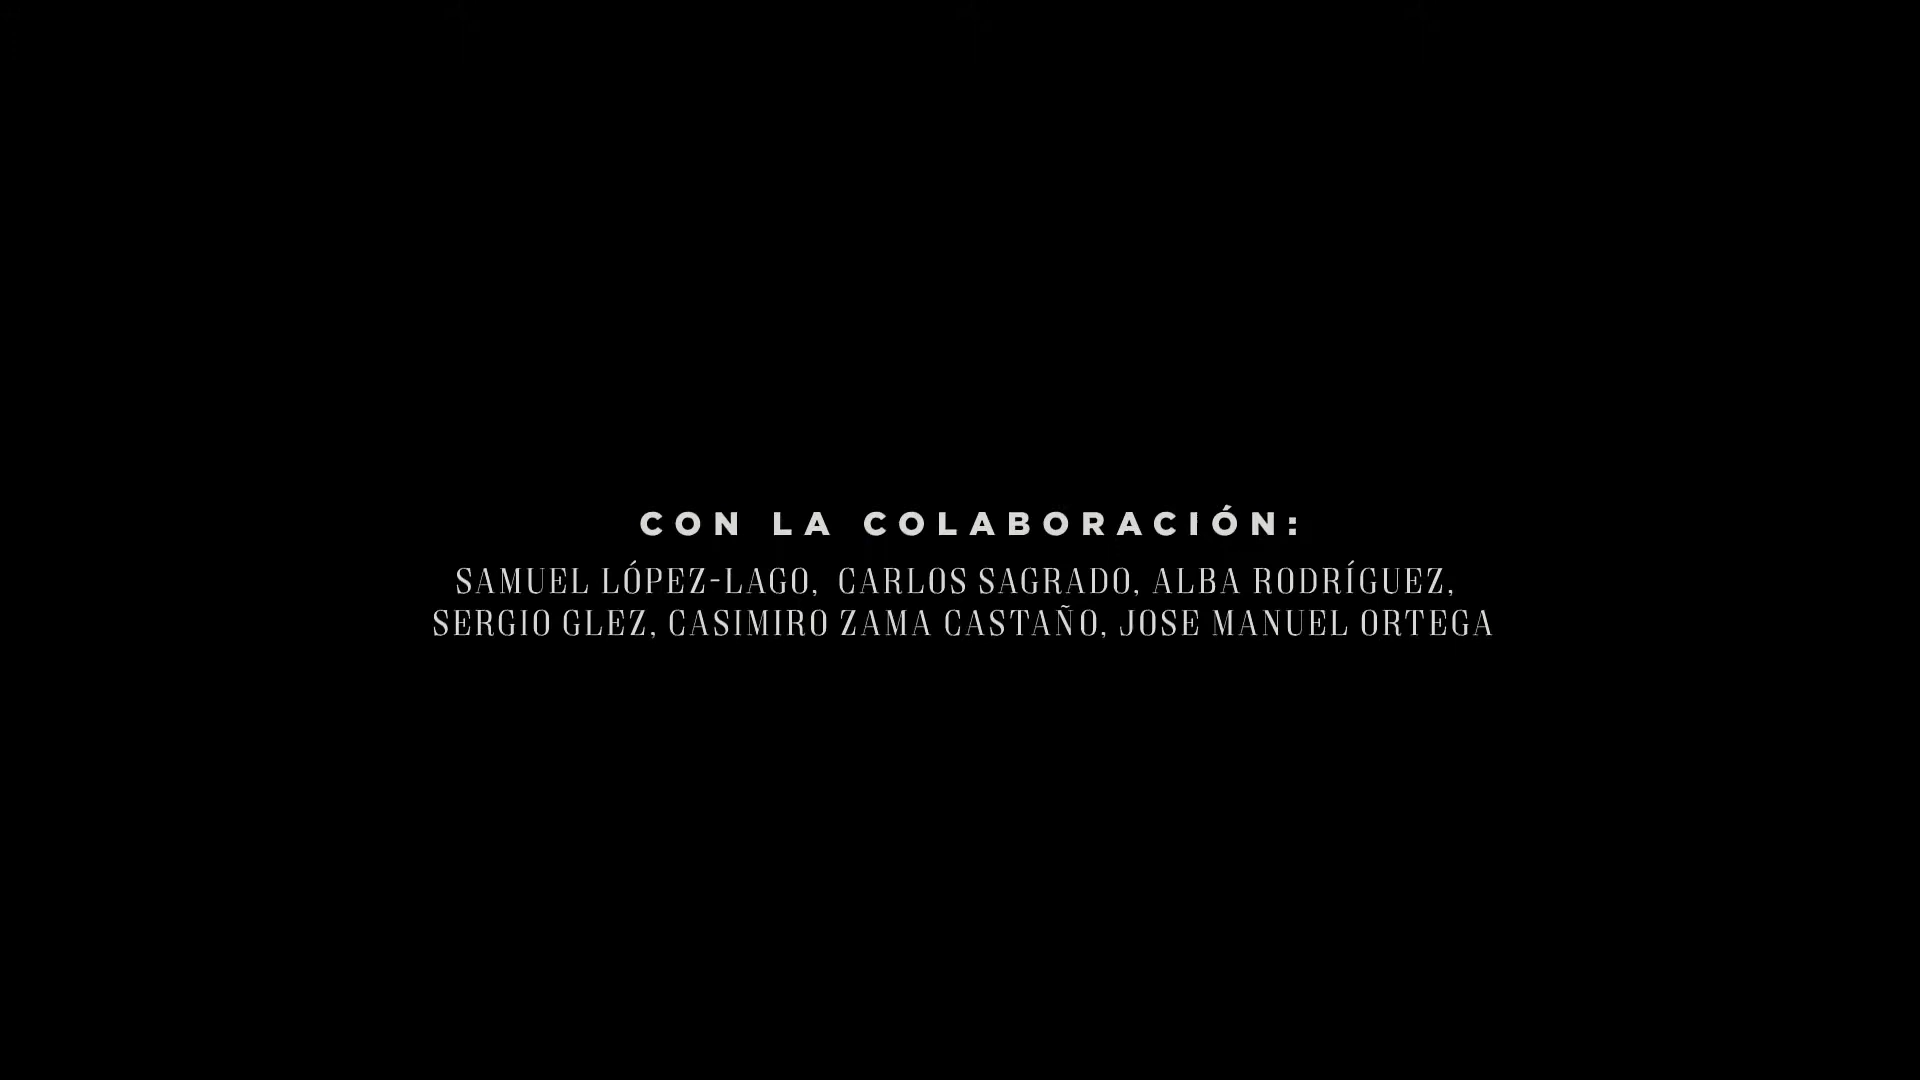 CON LA COLABORACIÓN:
SAMUEL LÓPEZ-LAGO, CARLOS SAGRADO, ALBA RODRÍGUEZ,
SERGIO GLEZ, CASIMIRO ZAMA CASTAÑO, JOSE MANUEL ORTEGA